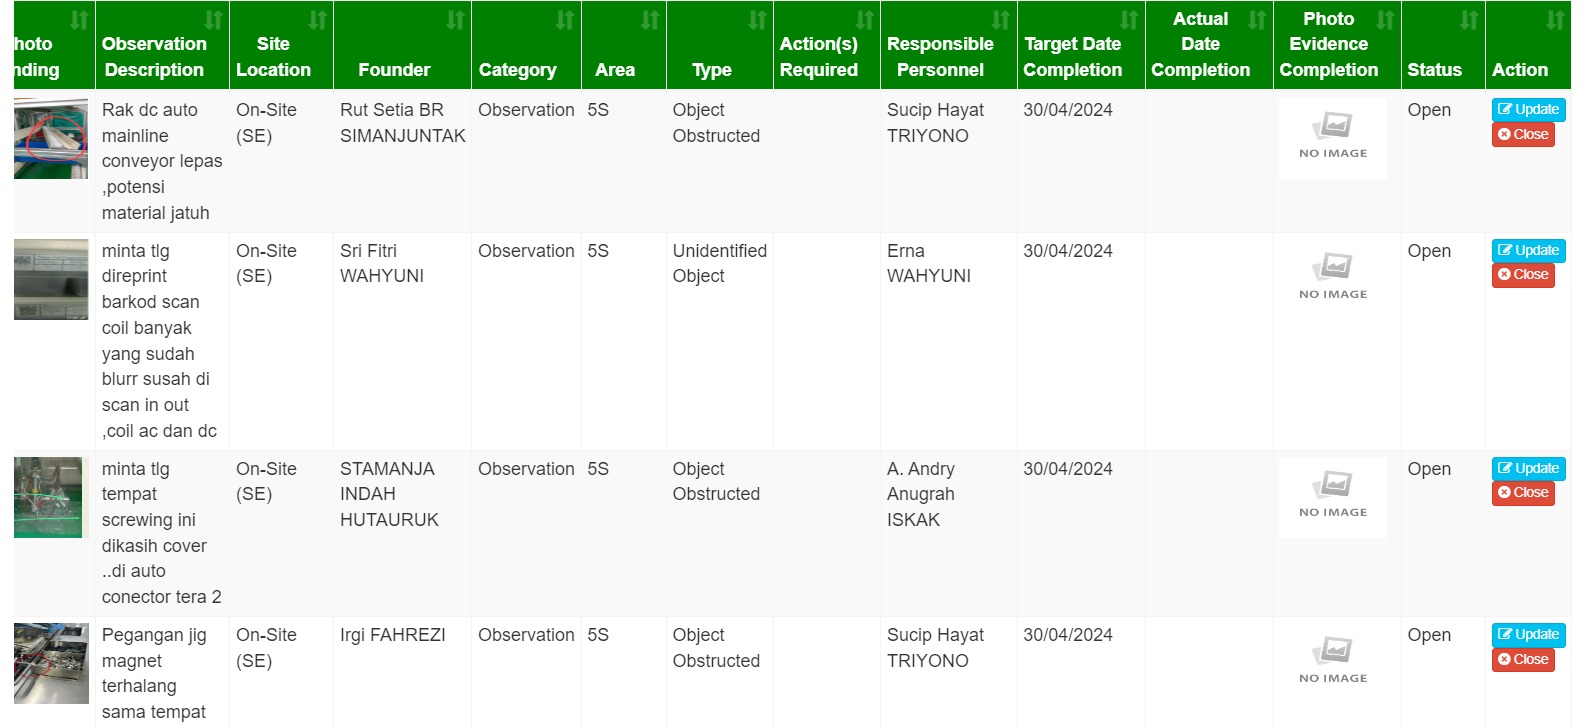 hoto
nding
Observation
Description
Site
Location
Founder
Category
Area
Type
Action(s)
Required
Responsible
Personnel
Target Date
Completion
Actual
Date
Completion
Photo
Evidence
Completion
Status
Action
Rak dc auto
mainline
conveyor lepas
,potensi
material jatuh
On-Site
(SE)
Rut Setia BR
SIMANJUNTAK
Observation
5S
Object
Obstructed
Sucip Hayat
TRIYONO
30/04/2024
NO IMAGE
Open
Update
Close
minta tlg
direprint
barkod scan
coil banyak
yang sudah
blurr susah di
scan in out
,coil ac dan dc
On-Site
(SE)
Sri Fitri
WAHYUNI
Observation
5S
Unidentified
Object
Erna
WAHYUNI
30/04/2024
NO IMAGE
Open
Update
Close
minta tlg
tempat
screwing ini
dikasih cover
..di auto
conector tera 2
On-Site
(SE)
STAMANJA
INDAH
HUTAURUK
Observation
5S
Object
Obstructed
A. Andry
Anugrah
ISKAK
30/04/2024
NO IMAGE
Open
Update
Close
Pegangan jig
magnet
terhalang
sama tempat
On-Site
(SE)
Irgi FAHREZI
Observation
5S
Object
Obstructed
Sucip Hayat
TRIYONO
30/04/2024
NO IMAGE
Open
Update
Close